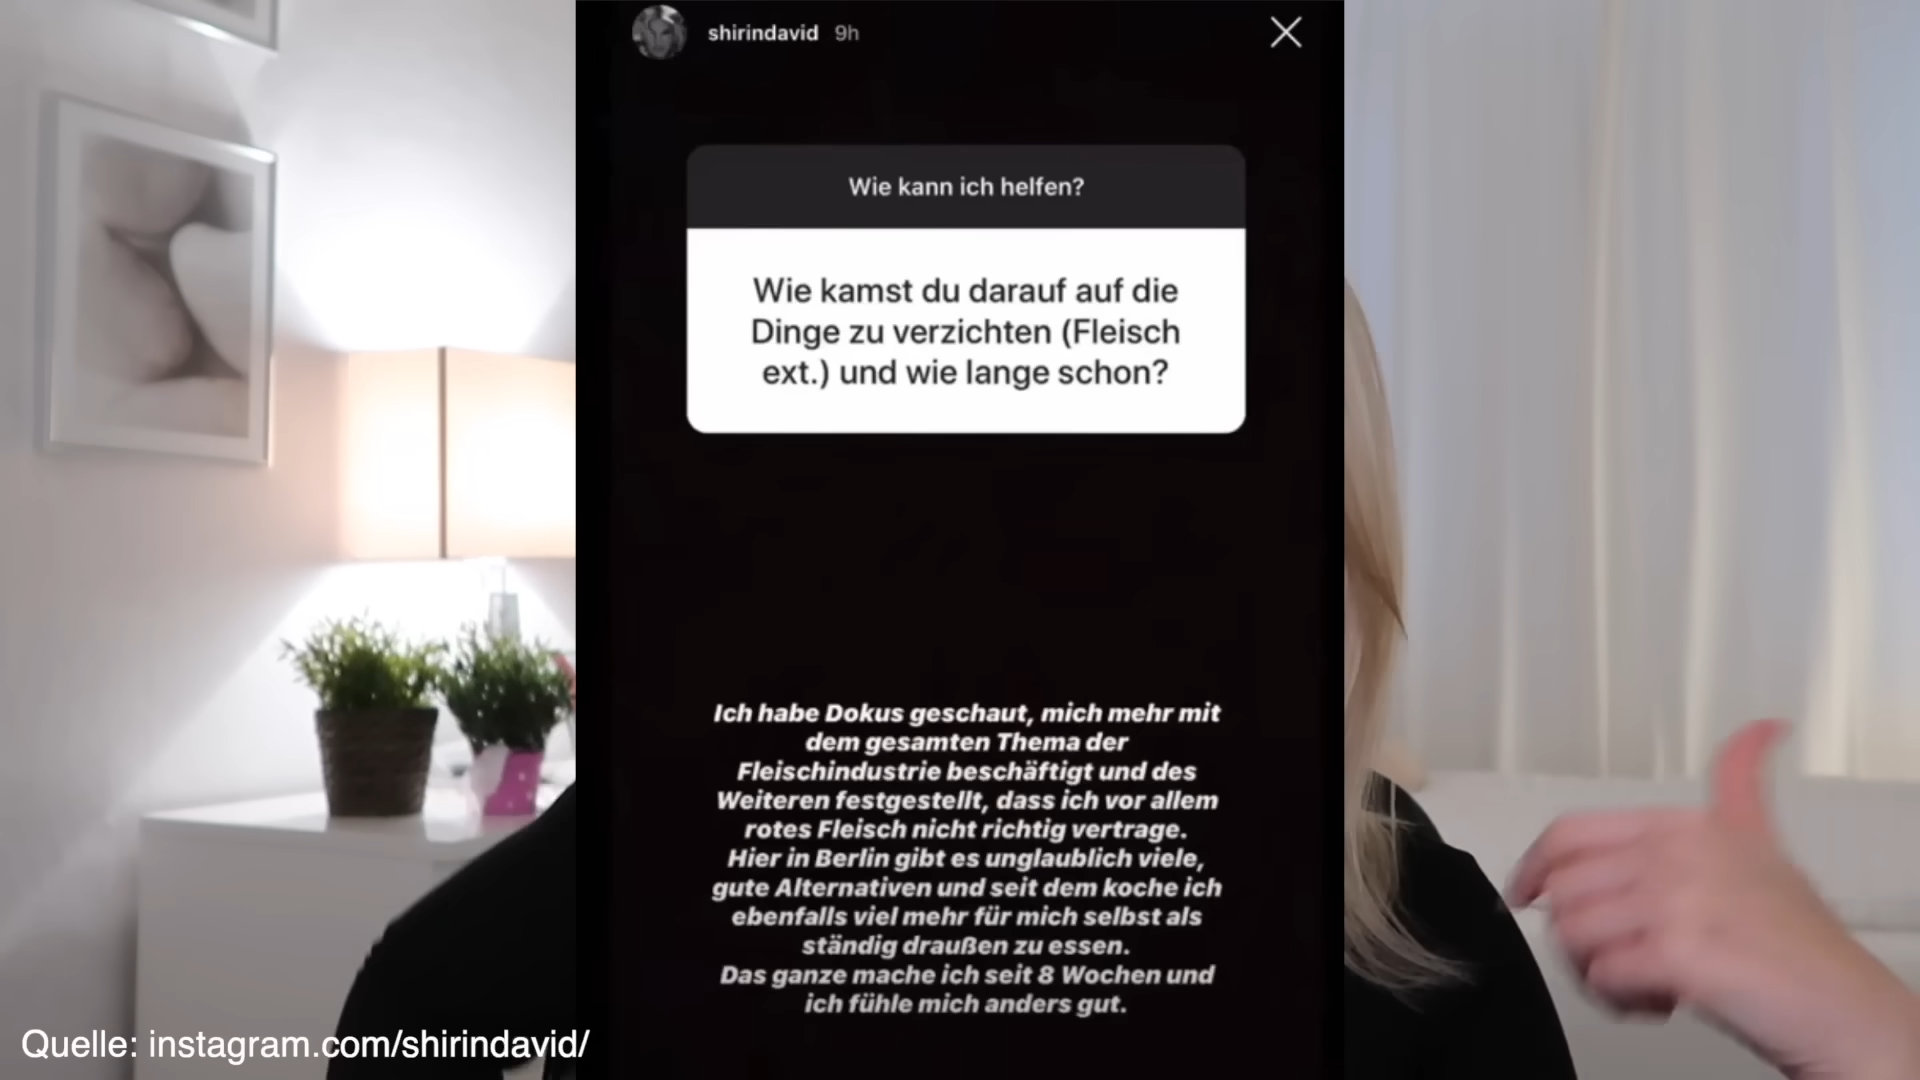 shirindavid 9h
Wie kann ich helfen?
Wie kamst du darauf auf die
Dinge zu verzichten (Fleisch
ext.) und wie lange schon?
Ich habe Dokus geschaut, mich mehr mit
dem gesamten Thema der
Fleischindustrie beschäftigt und des
Weiteren festgestellt, dass ich vor allem
rotes Fleisch nicht richtig vertrage.
Hier in Berlin gibt es unglaublich viele,
gute Alternativen und seit dem koche ich
ebenfalls viel mehr für mich selbst als
ständig draußen zu essen.
Das ganze mache ich seit 8 Wochen und
ich fühle mich anders gut.
Quelle: instagram.com/shirindavid/